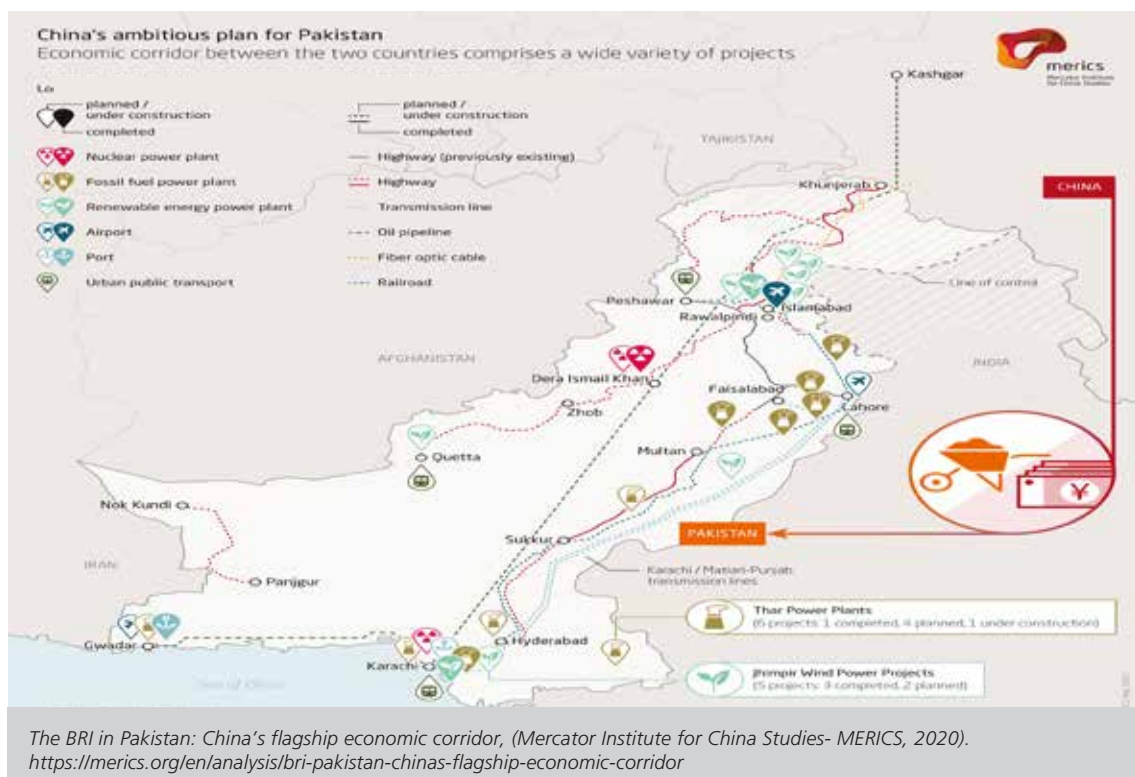 China's ambitious plan for Pakistan
Economic corridor between the two countries comprises a wide variety of projects
merics
Mercator Institute
for China Studies
planned /
under construction
completed
Nuclear power plant
Fossil fuel power plant
Renewable energy power plant
Airport
Port
Urban public transport
planned /
under construction
completed
Highway (previously existing)
Highway
Transmission line
Oil pipeline
Fiber optic cable
Railroad
Kashgar
TAJIKISTAN
Khunjerab
CHINA
Line of control
Peshawar
Islamabad
Rawalpindi
AFGHANISTAN
INDIA
Dera Ismail Khan
Zhob
Faisalabad
Lahore
Quetta
Multan
¥
Nok Kundi
Sukkur
PAKISTAN
IRAN
Panjgur
Karachi / Matiari-Punjab
transmission lines
Thar Power Plants
(6 projects: 1 completed, 4 planned, 1 under construction)
Gwadar
Hyderabad
Karachi
Jhimpir Wind Power Projects
(5 projects: 3 completed, 2 planned)
The BRI in Pakistan: China's flagship economic corridor, (Mercator Institute for China Studies- MERICS, 2020).
https://merics.org/en/analysis/bri-pakistan-chinas-flagship-economic-corridor